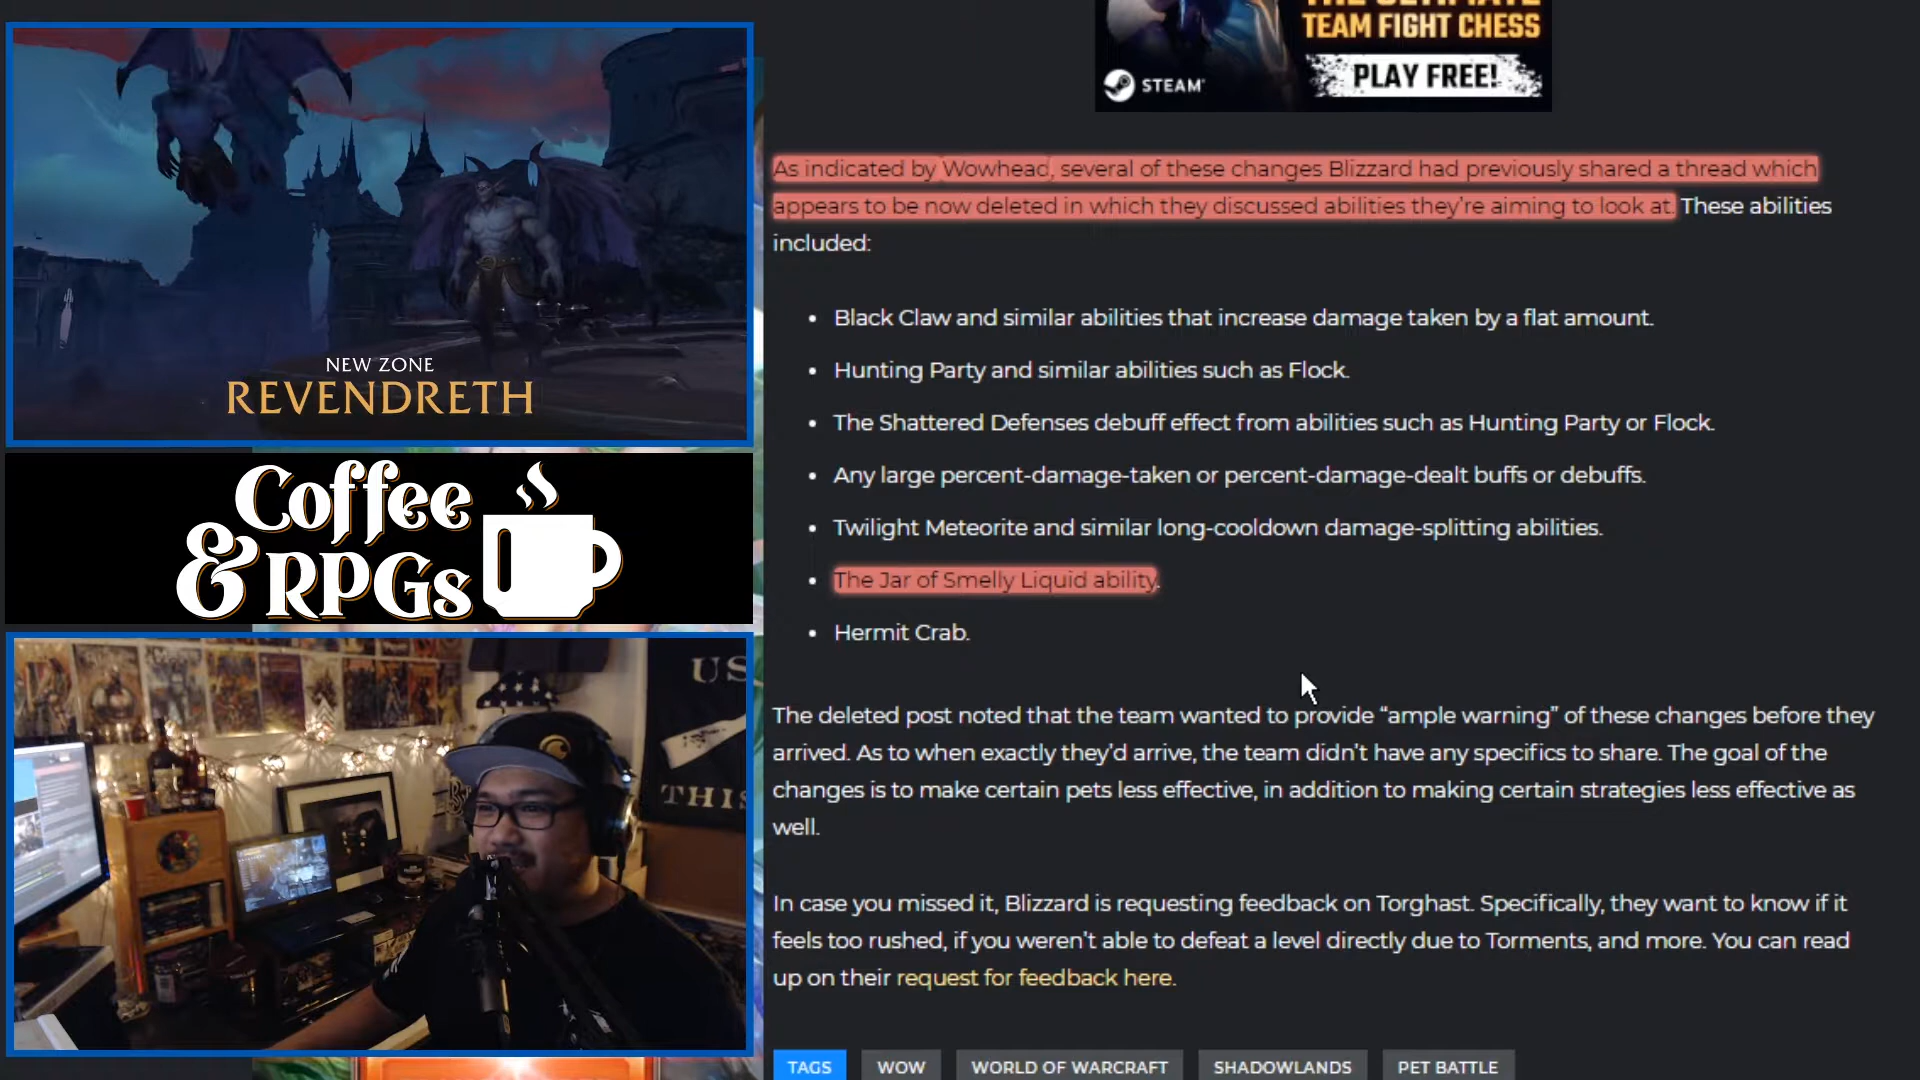 THE ULTIMATE
TEAM FIGHT CHESS
PLAY FREE!
STEAM
NEW ZONE
REVENDRETH
Coffee
& RPGs
US
THIS
As indicated by Wowhead, several of these changes Blizzard had previously shared a thread which
appears to be now deleted in which they discussed abilities they're aiming to look at. These abilities
included:
• Black Claw and similar abilities that increase damage taken by a flat amount.
• Hunting Party and similar abilities such as Flock.
• The Shattered Defenses debuff effect from abilities such as Hunting Party or Flock.
• Any large percent-damage-taken or percent-damage-dealt buffs or debuffs.
• Twilight Meteorite and similar long-cooldown damage-splitting abilities.
• The Jar of Smelly Liquid ability.
• Hermit Crab.
The deleted post noted that the team wanted to provide “ample warning” of these changes before they
arrived. As to when exactly they'd arrive, the team didn't have any specifics to share. The goal of the
changes is to make certain pets less effective, in addition to making certain strategies less effective as
well.
In case you missed it, Blizzard is requesting feedback on Torghast. Specifically, they want to know if it
feels too rushed, if you weren't able to defeat a level directly due to Torments, and more. You can read
up on their request for feedback here.
TAGS WOW WORLD OF WARCRAFT SHADOWLANDS PET BATTLE